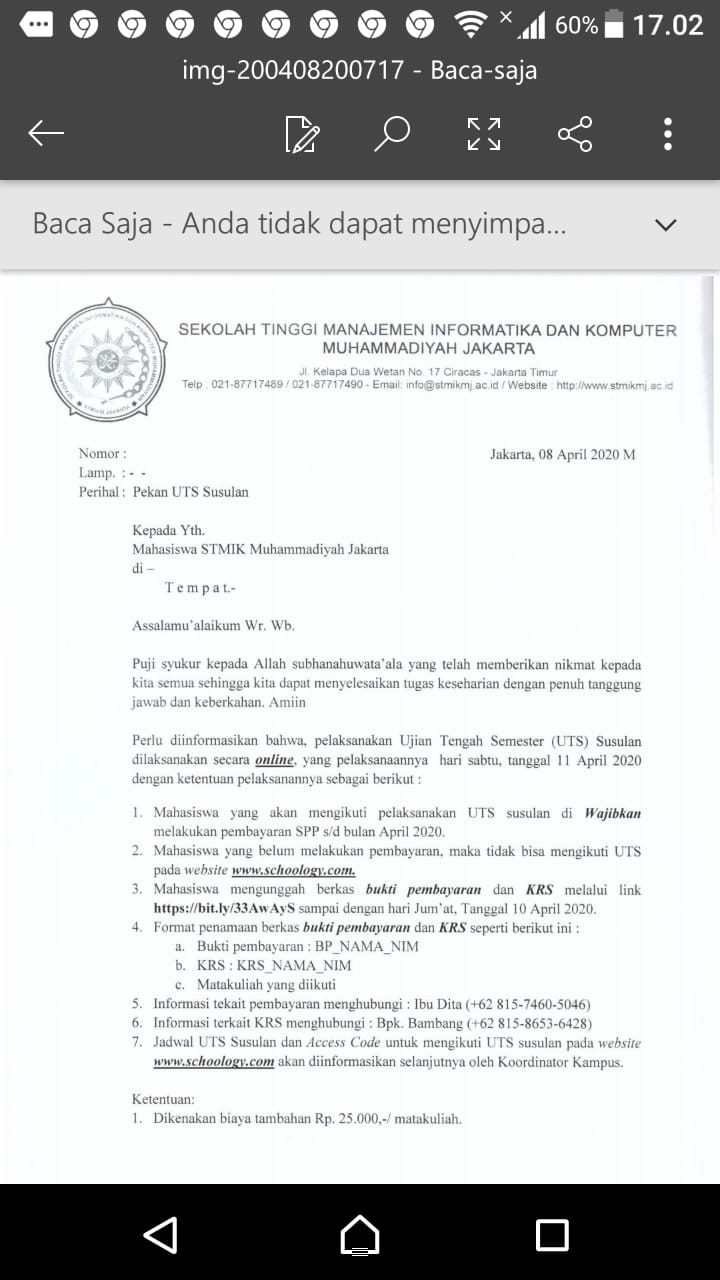 60% 17.02
img-200408200717 - Baca-saja
Baca Saja - Anda tidak dapat menyimpa...
SEKOLAH TINGGI MANAJEMEN INFORMATIKA DAN KOMPUTER
MUHAMMADIYAH JAKARTA
Jl. Kelapa Dua Wetan No. 17 Ciracas - Jakarta Timur
Telp : 021-87717489 / 021-87717490 - Email: info@stmikmj.ac.id / Website : http://www.stmikmj.ac.id
Nomor :
Jakarta, 08 April 2020 M
Lamp. : - -
Perihal : Pekan UTS Susulan
Kepada Yth.
Mahasiswa STMIK Muhammadiyah Jakarta
di –
T e m p a t.-
Assalamu’alaikum Wr. Wb.
Puji syukur kepada Allah subhanahuwata’ala yang telah memberikan nikmat kepada
kita semua sehingga kita dapat menyelesaikan tugas keseharian dengan penuh tanggung
jawab dan keberkahan. Amiin
Perlu diinformasikan bahwa, pelaksanakan Ujian Tengah Semester (UTS) Susulan
dilaksanakan secara online, yang pelaksanaannya hari sabtu, tanggal 11 April 2020
dengan ketentuan pelaksanannya sebagai berikut :
1. Mahasiswa yang akan mengikuti pelaksanakan UTS susulan di Wajibkan
melakukan pembayaran SPP s/d bulan April 2020.
2. Mahasiswa yang belum melakukan pembayaran, maka tidak bisa mengikuti UTS
pada website www.schoology.com.
3. Mahasiswa mengunggah berkas bukti pembayaran dan KRS melalui link
https://bit.ly/33AwAyS sampai dengan hari Jum’at, Tanggal 10 April 2020.
4. Format penamaan berkas bukti pembayaran dan KRS seperti berikut ini :
a. Bukti pembayaran : BP_NAMA_NIM
b. KRS : KRS_NAMA_NIM
c. Matakuliah yang diikuti
5. Informasi tekait pembayaran menghubungi : Ibu Dita (+62 815-7460-5046)
6. Informasi terkait KRS menghubungi : Bpk. Bambang (+62 815-8653-6428)
7. Jadwal UTS Susulan dan Access Code untuk mengikuti UTS susulan pada website
www.schoology.com akan diinformasikan selanjutnya oleh Koordinator Kampus.
Ketentuan:
1. Dikenakan biaya tambahan Rp. 25.000,-/ matakuliah.